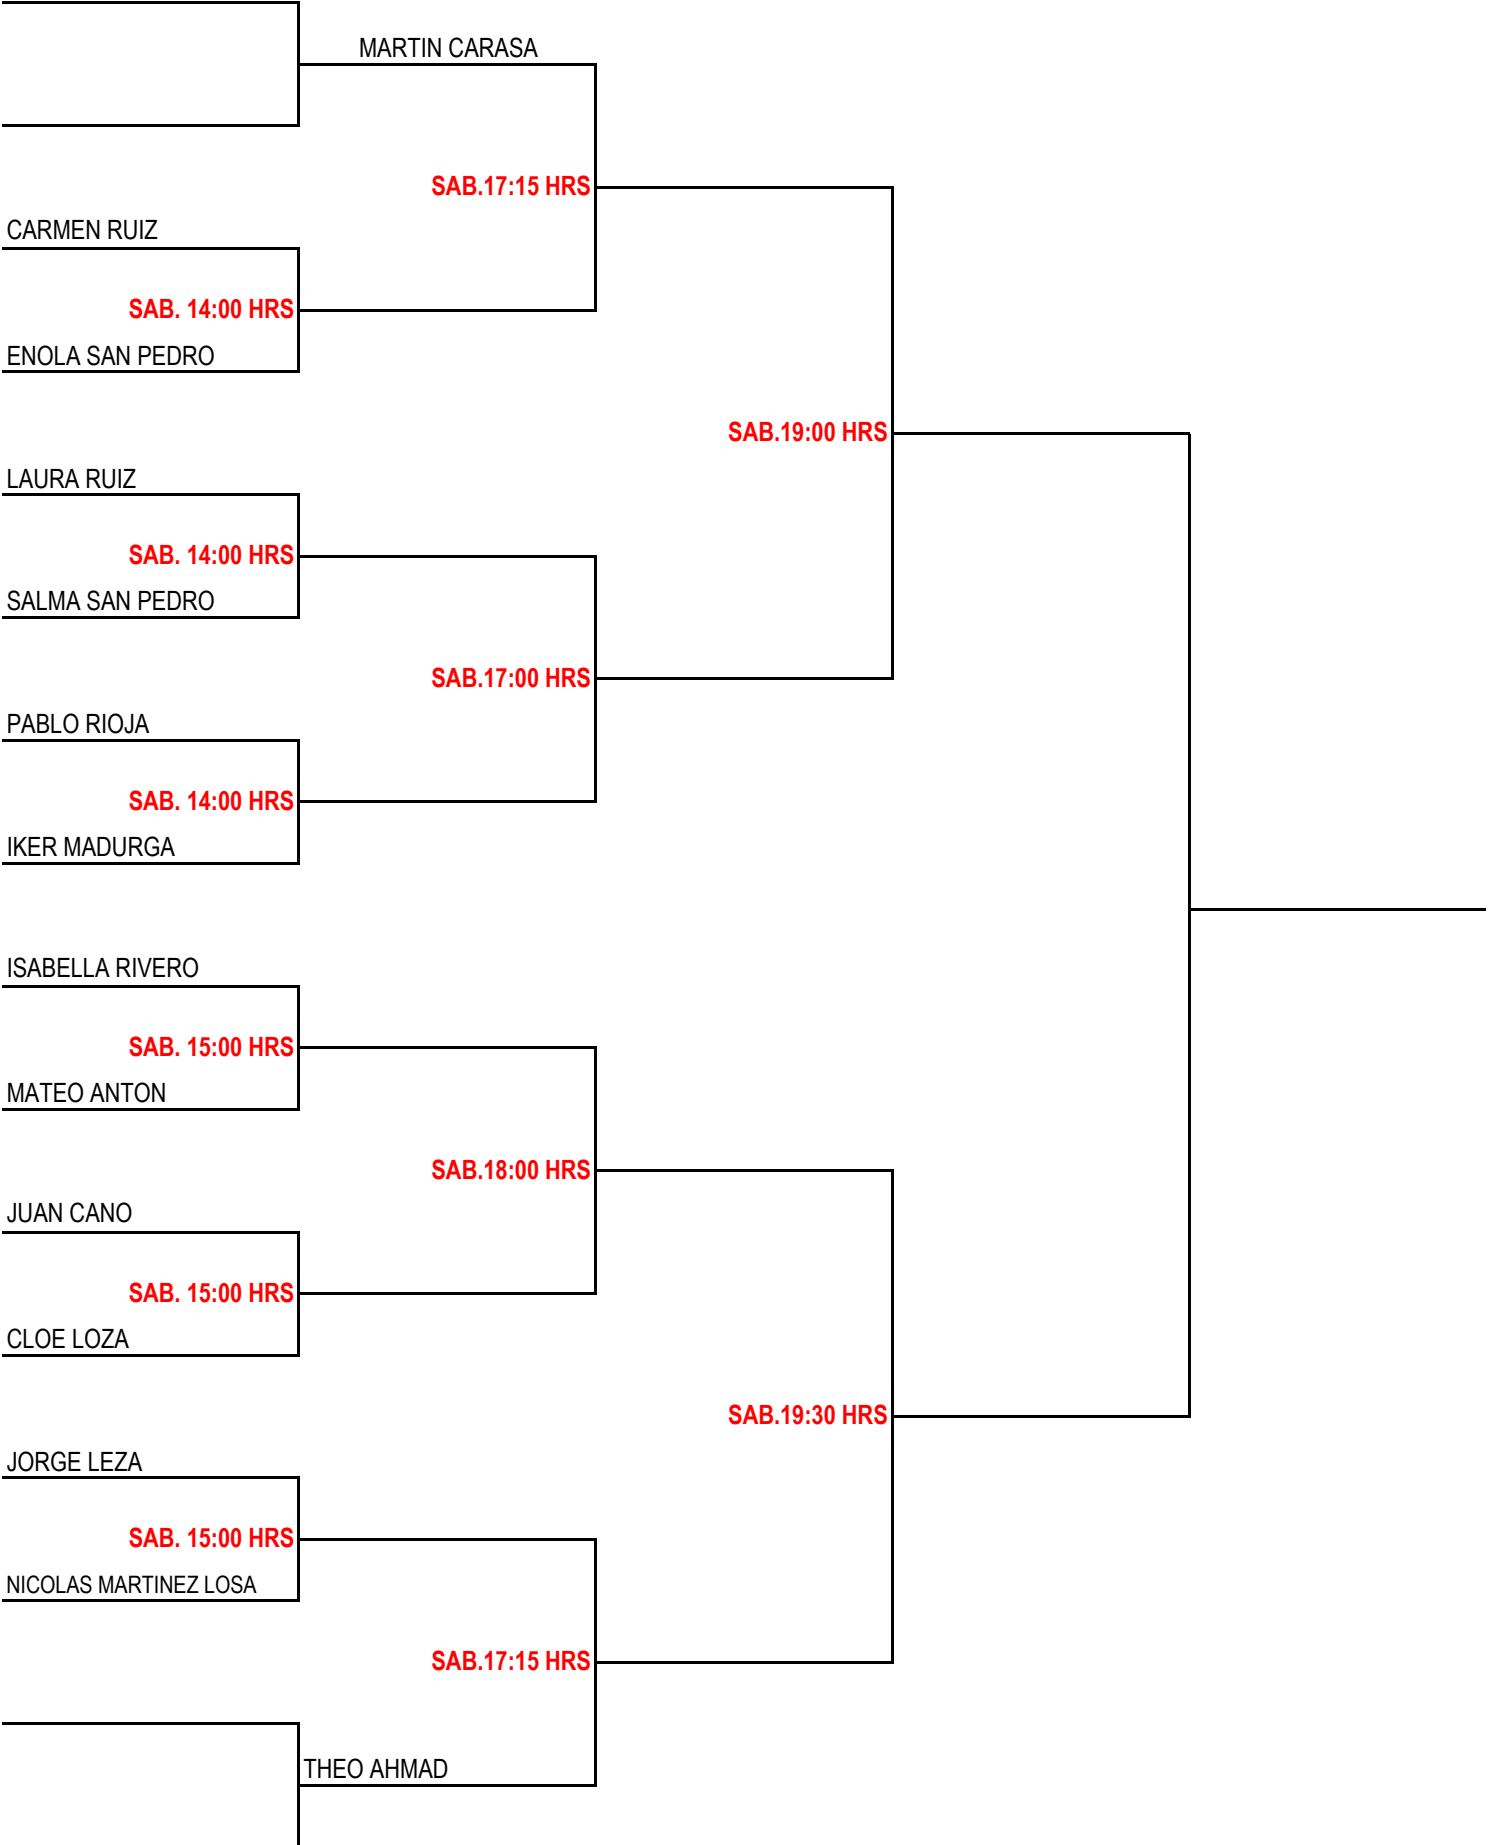 MARTIN CARASA
SAB.17:15 HRS
CARMEN RUIZ
SAB. 14:00 HRS
ENOLA SAN PEDRO
SAB.19:00 HRS
LAURA RUIZ
SAB. 14:00 HRS
SALMA SAN PEDRO
SAB.17:00 HRS
PABLO RIOJA
SAB. 14:00 HRS
IKER MADURGA
ISABELLA RIVERO
SAB. 15:00 HRS
MATEO ANTON
SAB.18:00 HRS
JUAN CANO
SAB. 15:00 HRS
CLOE LOZA
SAB.19:30 HRS
JORGE LEZA
SAB. 15:00 HRS
NICOLAS MARTINEZ LOSA
SAB.17:15 HRS
THEO AHMAD